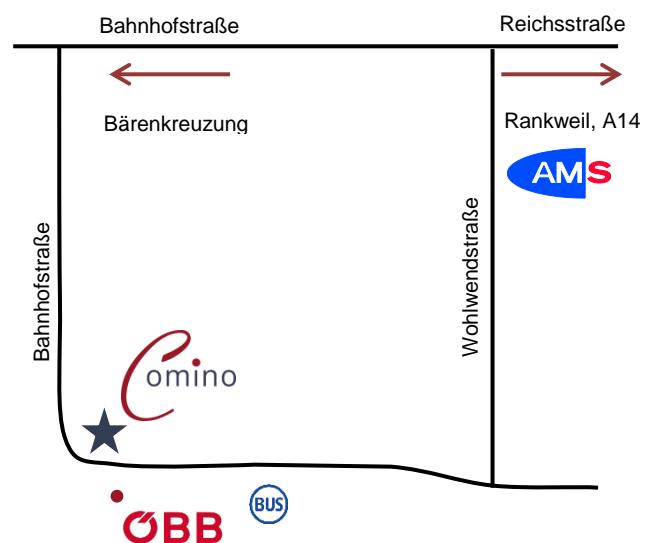 Bahnhofstraße
Reichsstraße
Bärenkreuzung
Rankweil, A14
AMS
Bahnhofstraße
Wohlwendstraße
Comino
ÖBB
BUS